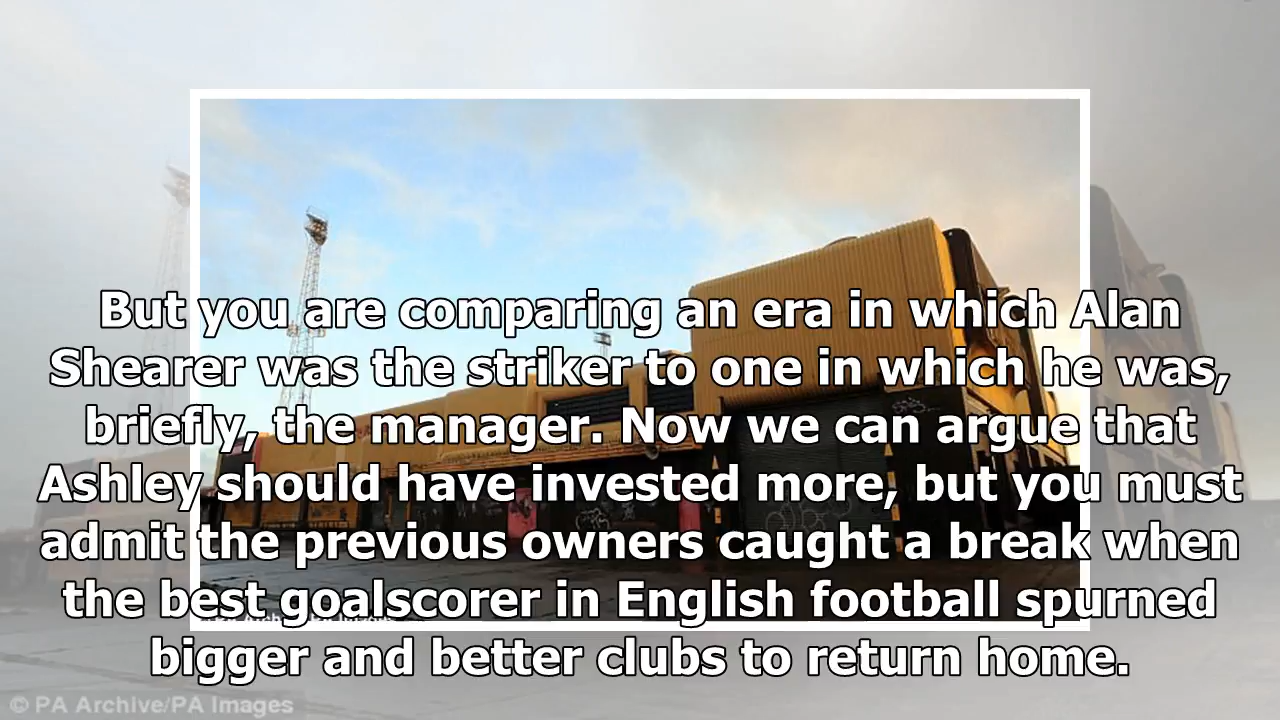 But you are comparing an era in which Alan
Shearer was the striker to one in which he was,
briefly, the manager. Now we can argue that
Ashley should have invested more, but you must
admit the previous owners caught a break when
the best goalscorer in English football spurned
bigger and better clubs to return home.
© PA Archive/PA Images